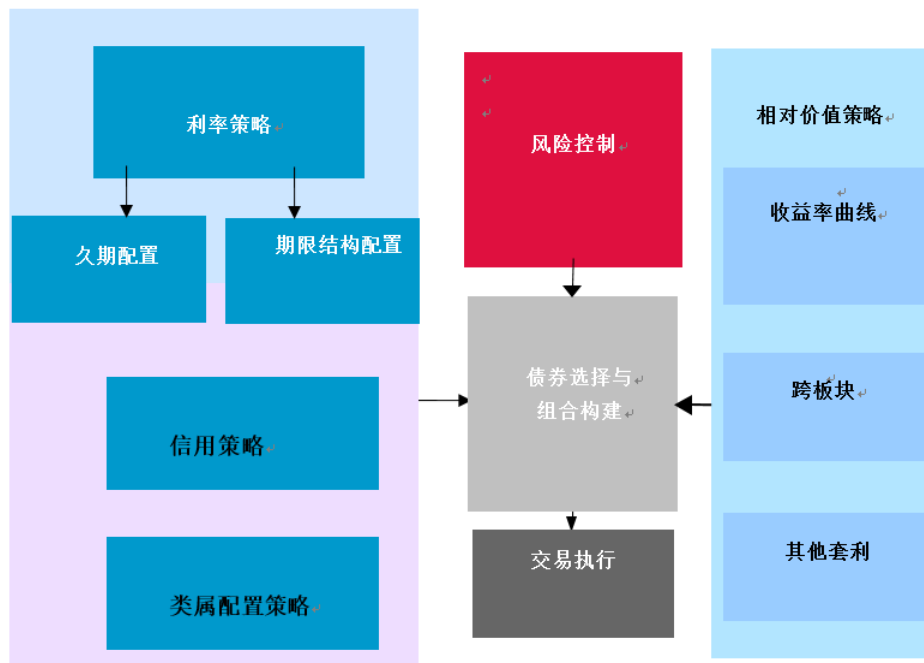 利率策略
久期配置
期限结构配置
信用策略
类属配置策略
风险控制
债券选择与
组合构建
交易执行
相对价值策略
收益率曲线
跨板块
其他套利